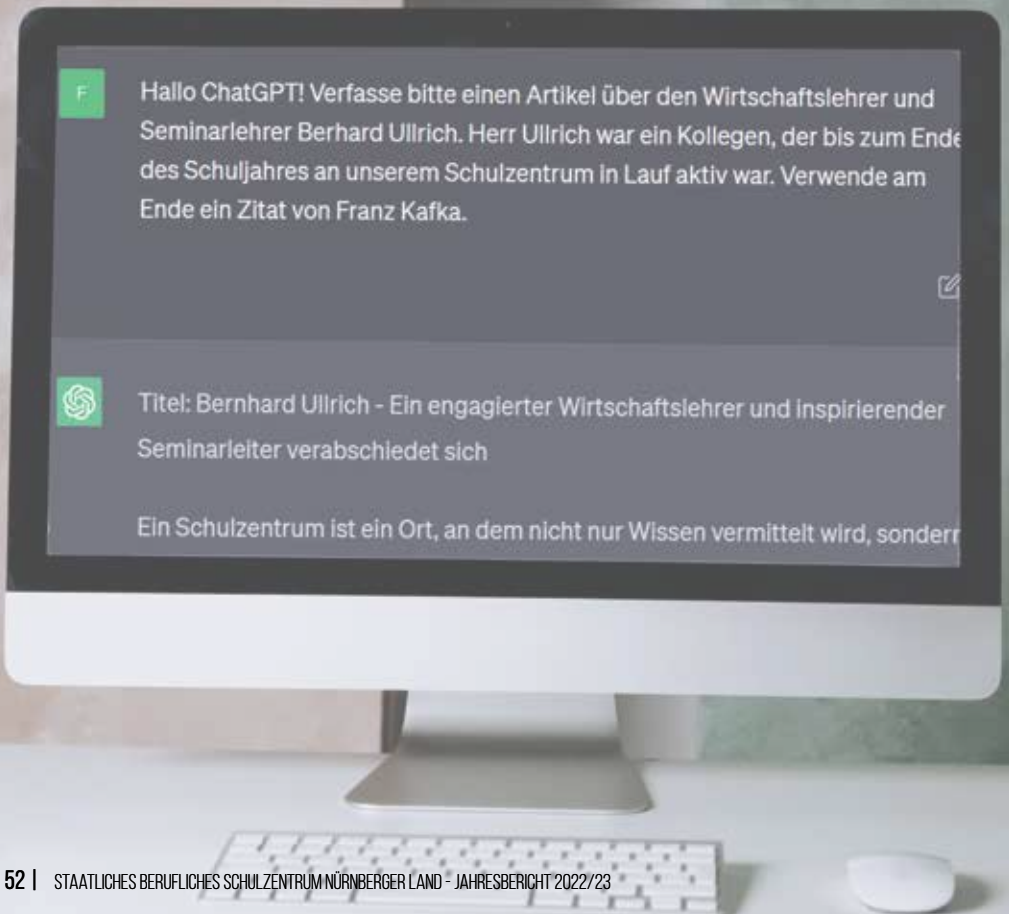 F
Hallo ChatGPT! Verfasse bitte einen Artikel über den Wirtschaftslehrer und
Seminarlehrer Berhard Ullrich. Herr Ullrich war ein Kollegen, der bis zum Ende
des Schuljahres an unserem Schulzentrum in Lauf aktiv war. Verwende am
Ende ein Zitat von Franz Kafka.
Titel: Bernhard Ullrich - Ein engagierter Wirtschaftslehrer und inspirierender
Seminarleiter verabschiedet sich
Ein Schulzentrum ist ein Ort, an dem nicht nur Wissen vermittelt wird, sondern
52 | STAATLICHES BERUFLICHES SCHULZENTRUM NÜRNBERGER LAND - JAHRESBERICHT 2022/23